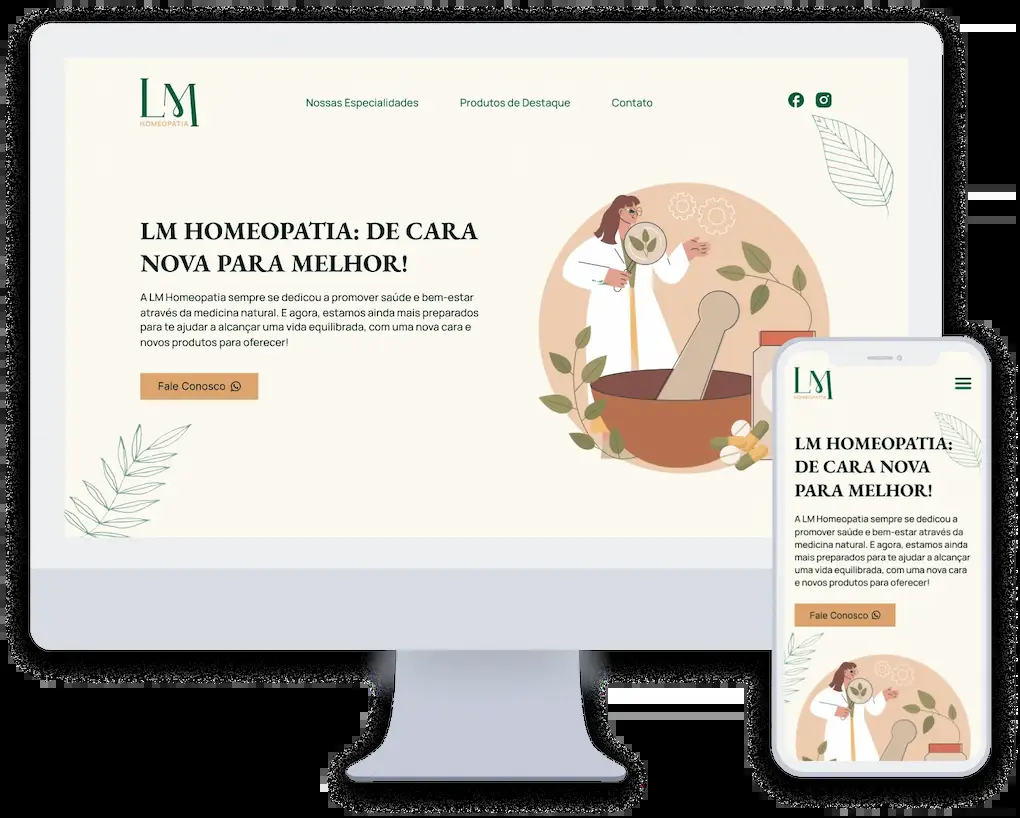 LM
HOMEOPATIA
Nossas Especialidades
Produtos de Destaque
Contato
LM HOMEOPATIA: DE CARA
NOVA PARA MELHOR!
A LM Homeopatia sempre se dedicou a promover saúde e bem-estar
através da medicina natural. E agora, estamos ainda mais preparados
para te ajudar a alcançar uma vida equilibrada, com uma nova cara e
novos produtos para oferecer!
Fale Conosco
LM
HOMEOPATIA
LM HOMEOPATIA:
DE CARA NOVA
PARA MELHOR!
A LM Homeopatia sempre se dedicou a
promover saúde e bem-estar através da
medicina natural. E agora, estamos ainda
mais preparados para te ajudar a alcançar
uma vida equilibrada, com uma nova cara
e novos produtos para oferecer!
Fale Conosco